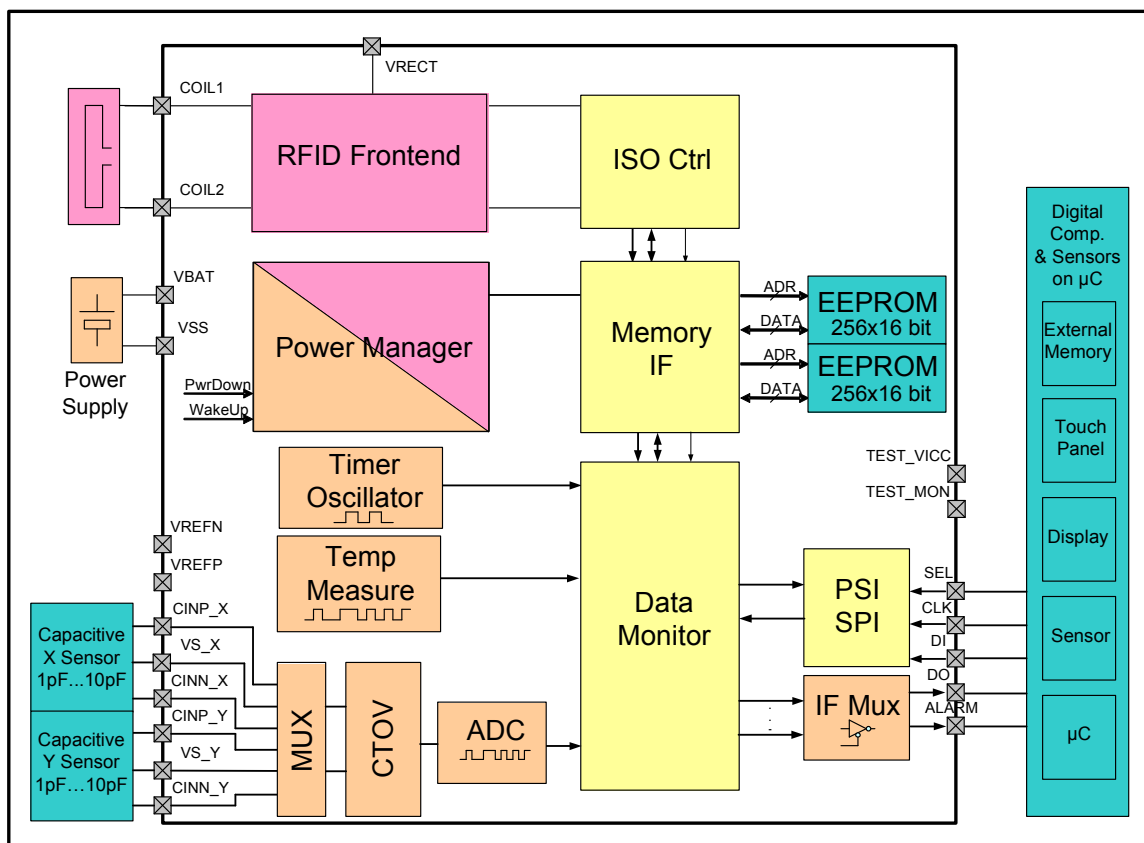 VRECT
COIL1
RFID Frontend
ISO Ctrl
COIL2
Digital
Comp.
& Sensors
on µC
VBAT
VSS
Power
Supply
Power Manager
PwrDown
WakeUp
Memory
IF
ADR
DATA
ADR
DATA
EEPROM
256x16 bit
EEPROM
256x16 bit
External
Memory
Touch
Panel
Display
Sensor
µC
TEST_VICC
TEST_MON
Timer
Oscillator
Temp
Measure
VREFN
VREFP
Data
Monitor
PSI
SPI
SEL
CLK
DI
DO
ALARM
IF Mux
Capacitive
X Sensor
1pF...10pF
Capacitive
Y Sensor
1pF...10pF
CINP_X
VS_X
CINN_X
CINP_Y
VS_Y
CINN_Y
MUX
CTOV
ADC